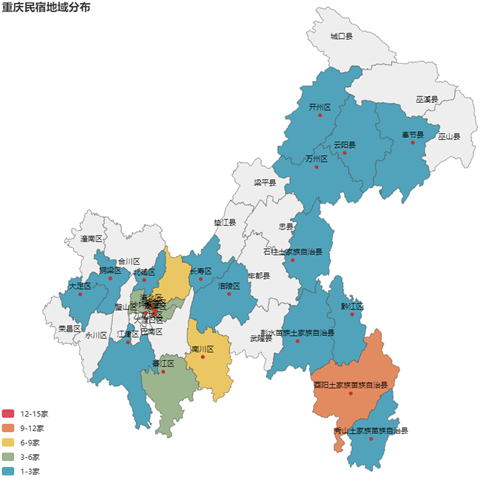 重庆民宿地域分布
城口县
巫溪县
开州区
奉节县
巫山县
云阳县
万州区
梁平县
垫江县
忠县
潼南区
石柱土家族自治县
合川区
铜梁区
北碚区
长寿区
丰都县
大足区
涪陵区
璧山区
黔江区
荣昌区
永川区
江津区
巴南区
彭水苗族土家族自治县
武隆县
南川区
綦江区
酉阳土家族苗族自治县
秀山土家族苗族自治县
12-15家
9-12家
6-9家
3-6家
1-3家